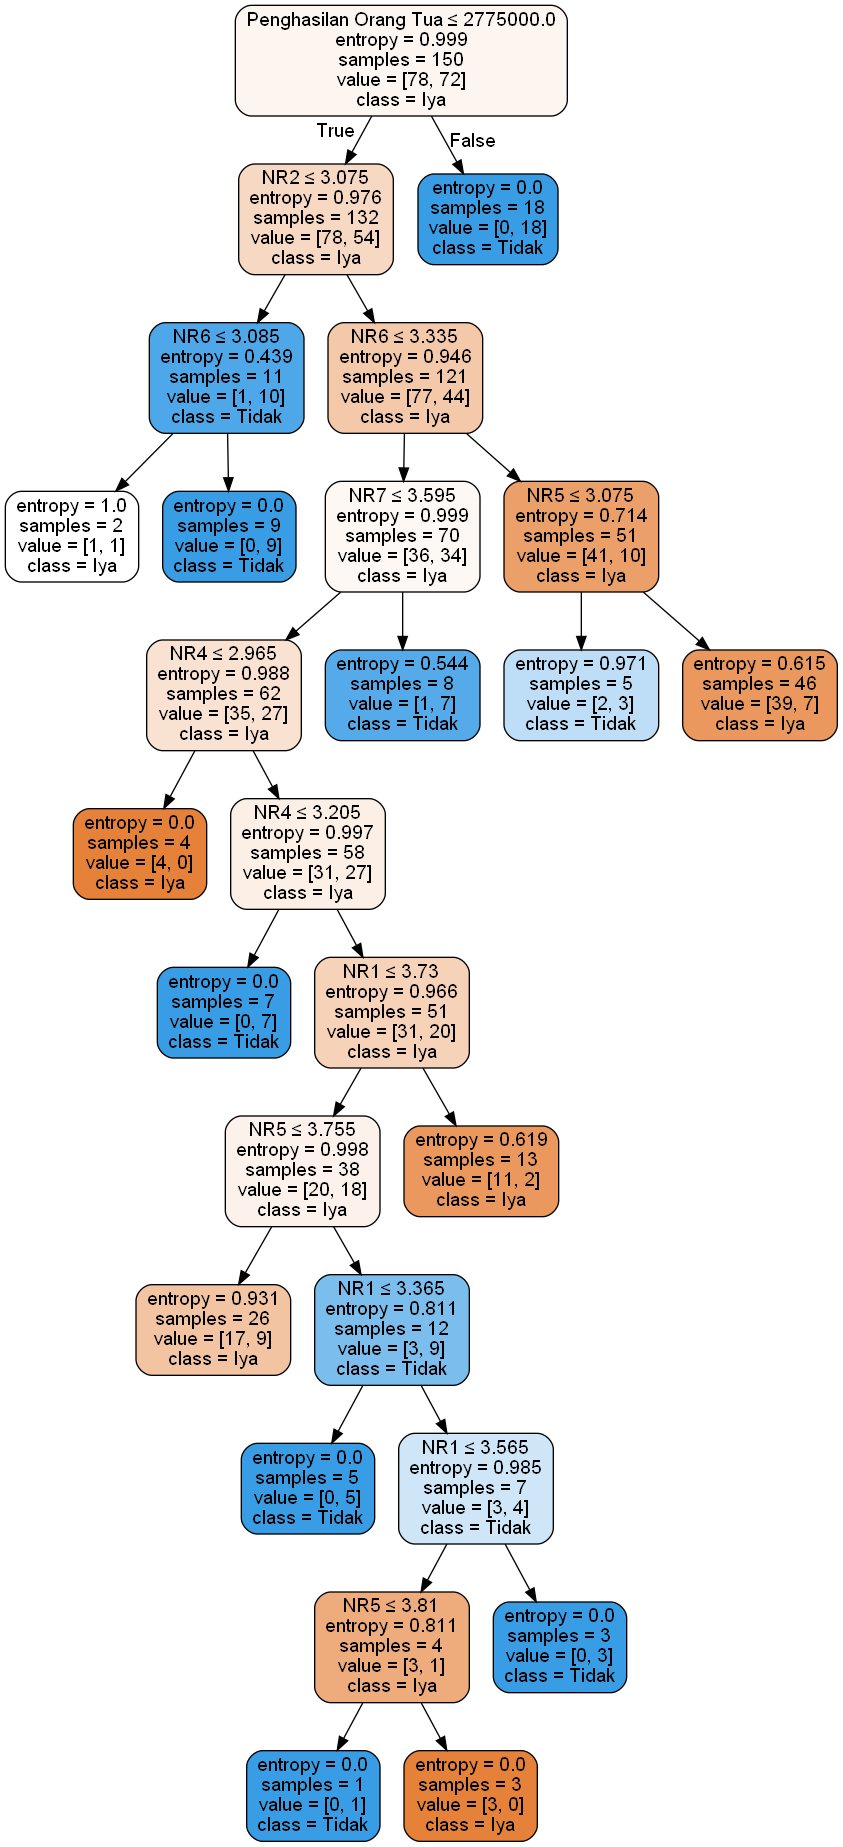 Penghasilan Orang Tua ≤ 2775000.0
entropy = 0.999
samples = 150
value = [78, 72]
class = Iya
True
False
NR2 ≤ 3.075
entropy = 0.976
samples = 132
value = [78, 54]
class = Iya
entropy = 0.0
samples = 18
value = [0, 18]
class = Tidak
NR6 ≤ 3.085
entropy = 0.439
samples = 11
value = [1, 10]
class = Tidak
NR6 ≤ 3.335
entropy = 0.946
samples = 121
value = [77, 44]
class = Iya
entropy = 1.0
samples = 2
value = [1, 1]
class = Iya
entropy = 0.0
samples = 9
value = [0, 9]
class = Tidak
NR7 ≤ 3.595
entropy = 0.999
samples = 70
value = [36, 34]
class = Iya
NR5 ≤ 3.075
entropy = 0.714
samples = 51
value = [41, 10]
class = Iya
NR4 ≤ 2.965
entropy = 0.988
samples = 62
value = [35, 27]
class = Iya
entropy = 0.544
samples = 8
value = [1, 7]
class = Tidak
entropy = 0.971
samples = 5
value = [2, 3]
class = Tidak
entropy = 0.615
samples = 46
value = [39, 7]
class = Iya
entropy = 0.0
samples = 4
value = [4, 0]
class = Iya
NR4 ≤ 3.205
entropy = 0.997
samples = 58
value = [31, 27]
class = Iya
entropy = 0.0
samples = 7
value = [0, 7]
class = Tidak
NR1 ≤ 3.73
entropy = 0.966
samples = 51
value = [31, 20]
class = Iya
NR5 ≤ 3.755
entropy = 0.998
samples = 38
value = [20, 18]
class = Iya
entropy = 0.619
samples = 13
value = [11, 2]
class = Iya
entropy = 0.931
samples = 26
value = [17, 9]
class = Iya
NR1 ≤ 3.365
entropy = 0.811
samples = 12
value = [3, 9]
class = Tidak
entropy = 0.0
samples = 5
value = [0, 5]
class = Tidak
NR1 ≤ 3.565
entropy = 0.985
samples = 7
value = [3, 4]
class = Tidak
NR5 ≤ 3.81
entropy = 0.811
samples = 4
value = [3, 1]
class = Iya
entropy = 0.0
samples = 3
value = [0, 3]
class = Tidak
entropy = 0.0
samples = 1
value = [0, 1]
class = Tidak
entropy = 0.0
samples = 3
value = [3, 0]
class = Iya